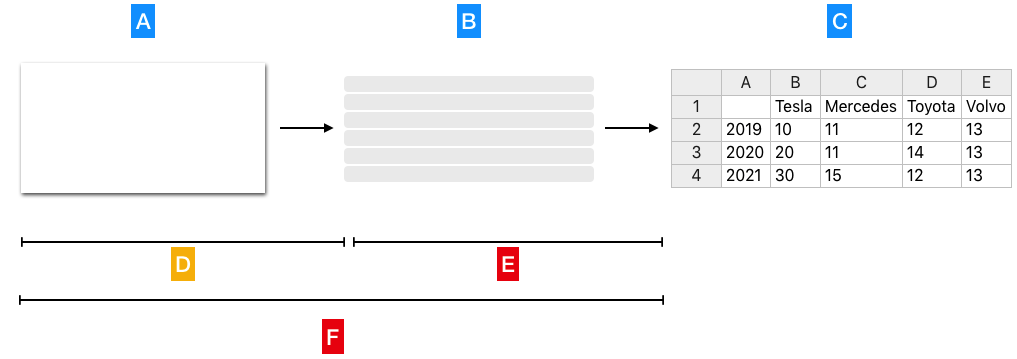 A B C
A B C D E
1 Tesla Mercedes Toyota Volvo
2 2019 10 11 12 13
3 2020 20 11 14 13
4 2021 30 15 12 13
D E
F